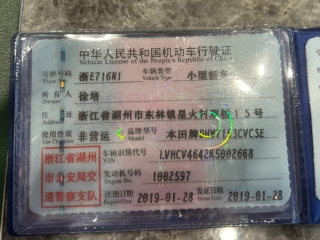 中华人民共和国机动车行驶证
Vehicle License of the People's Republic of China
号牌号码 浙E716N1 车辆类型 小型轿车
Plate No. Vehicle Type
所有人 徐培
Owner
住址 浙江省湖州市东林镇星火行 15号
Address
使用性质 非营运 品牌型号 本田牌 CVCSE
Use Character Model
浙江省湖州 车辆识别代号 LVHCV4642K5002668
市公安局交 VIN
通警察支队 发动机号码 1002597
Engine No.
注册日期 2019-01-28 发证日期 2019-01-28
Register Date Issue Date